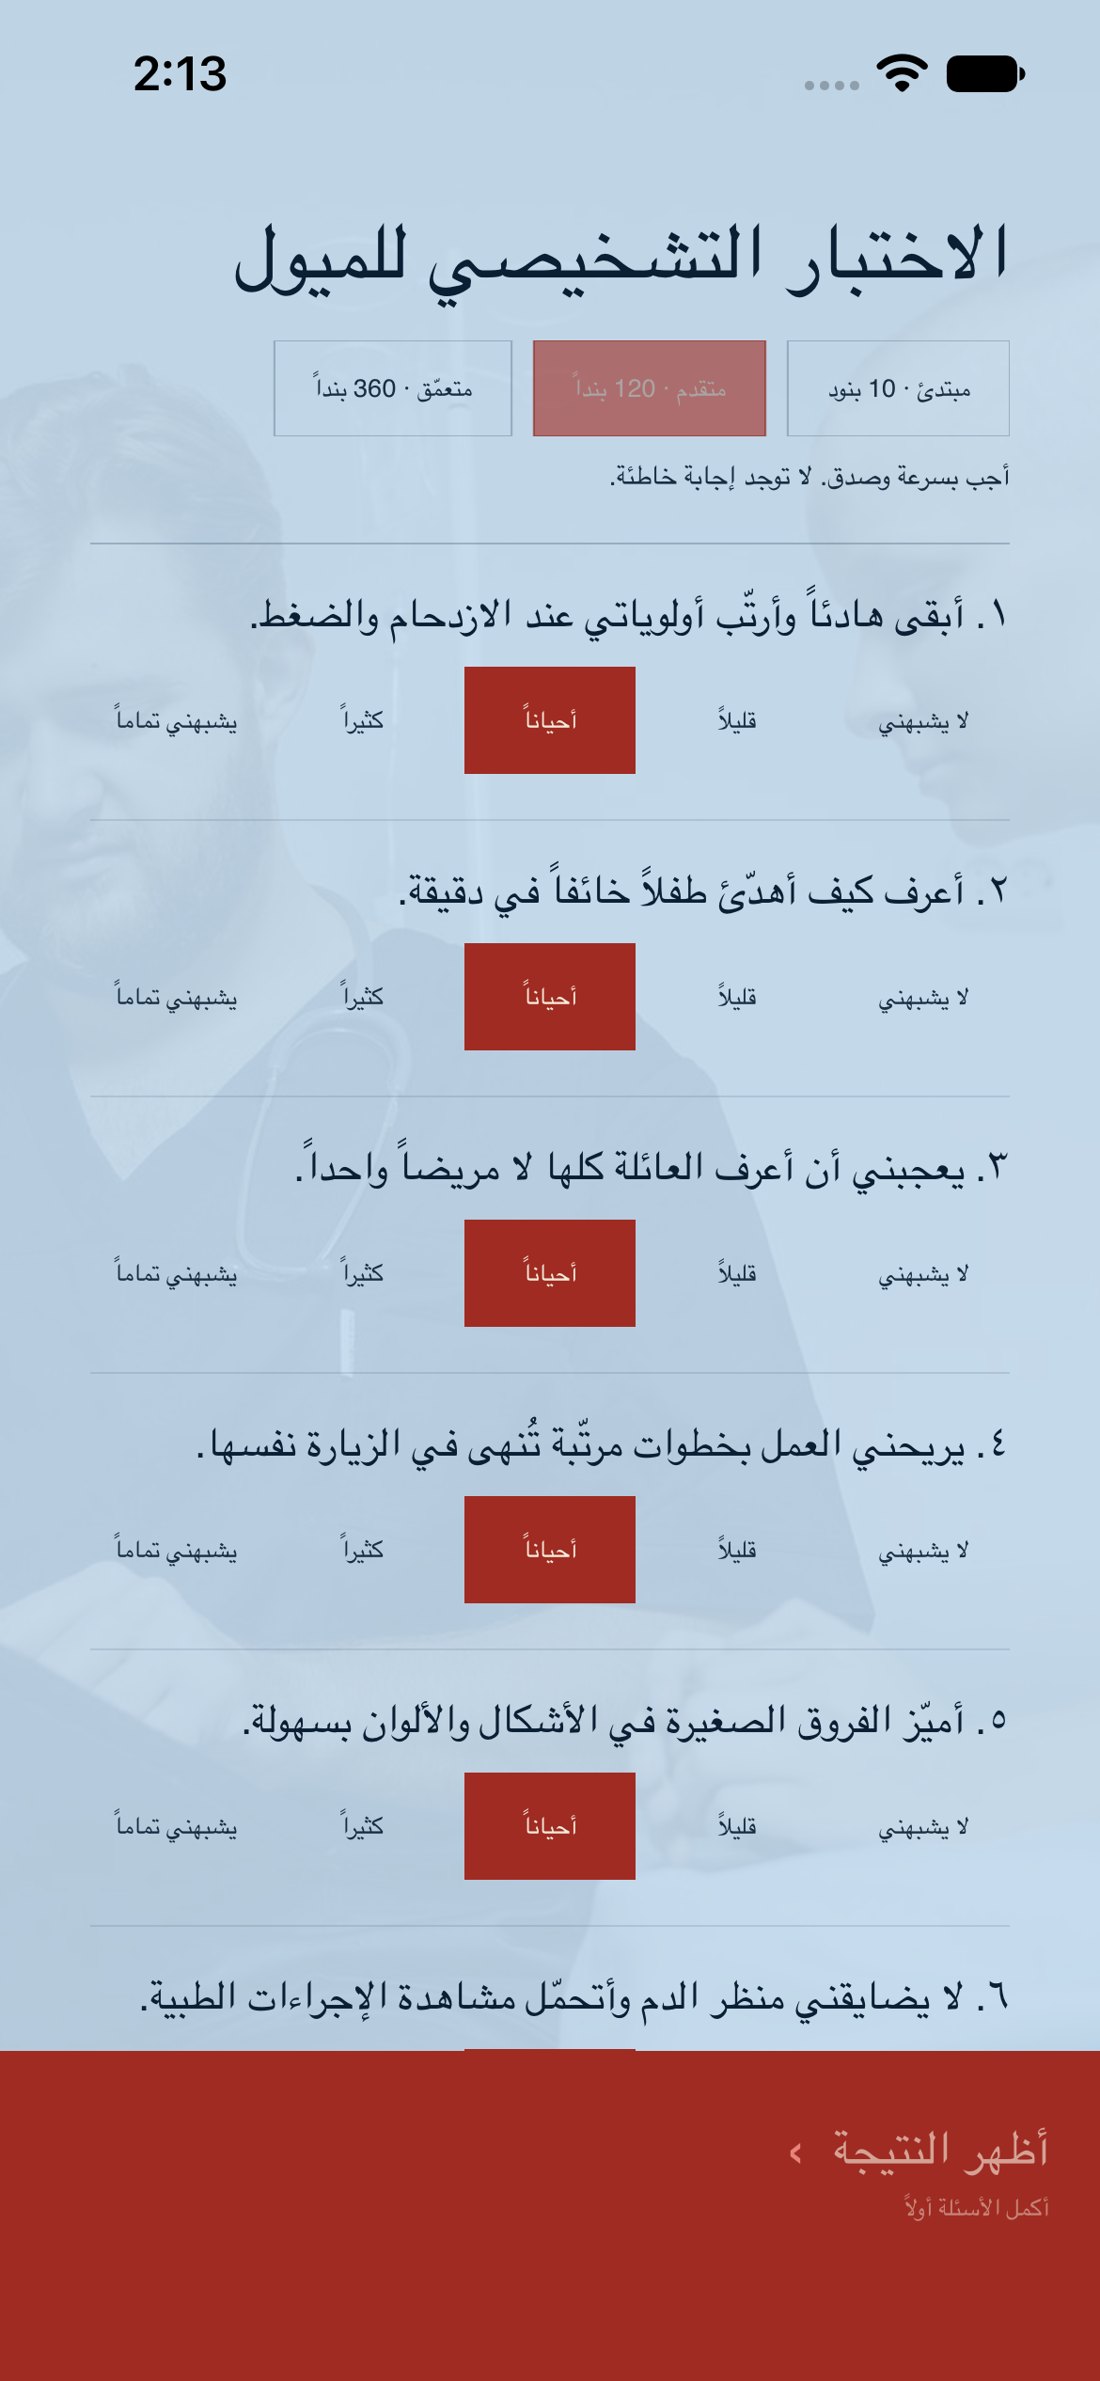 2:13
الاختبار التشخيصي للميول
مبتدئ · 10 بنود
متقدم · 120 بنداً
متعمّق · 360 بنداً
أجب بسرعة وصدق. لا توجد إجابة خاطئة.
١. أبقى هادئاً وأرتّب أولوياتي عند الازدحام والضغط.
لا يشبهني قليلاً أحياناً كثيراً يشبهني تماماً
٢. أعرف كيف أهدّئ طفلاً خائفاً في دقيقة.
لا يشبهني قليلاً أحياناً كثيراً يشبهني تماماً
٣. يعجبني أن أعرف العائلة كلها لا مريضاً واحداً.
لا يشبهني قليلاً أحياناً كثيراً يشبهني تماماً
٤. يريحني العمل بخطوات مرتّبة تُنهى في الزيارة نفسها.
لا يشبهني قليلاً أحياناً كثيراً يشبهني تماماً
٥. أميّز الفروق الصغيرة في الأشكال والألوان بسهولة.
لا يشبهني قليلاً أحياناً كثيراً يشبهني تماماً
٦. لا يضايقني منظر الدم وأتحمّل مشاهدة الإجراءات الطبية.
أظهر النتيجة ›
أكمل الأسئلة أولاً